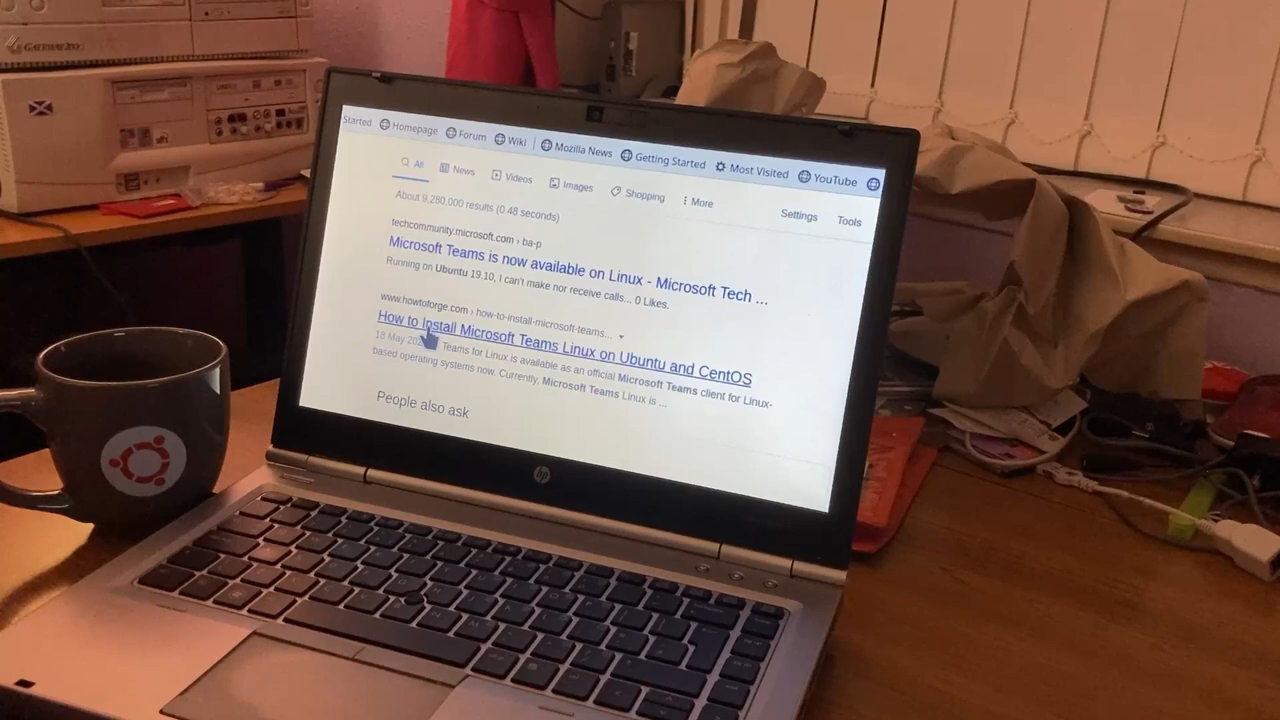 GATEWAY2000
Started Homepage Forum Wiki Mozilla News Getting Started Most Visited YouTube
All News Videos Images Shopping More Settings Tools
About 9,280,000 results (0.48 seconds)
techcommunity.microsoft.com › ba-p
Microsoft Teams is now available on Linux - Microsoft Tech ...
Running on Ubuntu 19.10, I can't make nor receive calls... 0 Likes.
www.howtoforge.com › how-to-install-microsoft-teams...
How to Install Microsoft Teams Linux on Ubuntu and CentOS
18 May Teams for Linux is available as an official Microsoft Teams client for Linux-
based operating systems now. Currently, Microsoft Teams Linux is ...
People also ask
hp